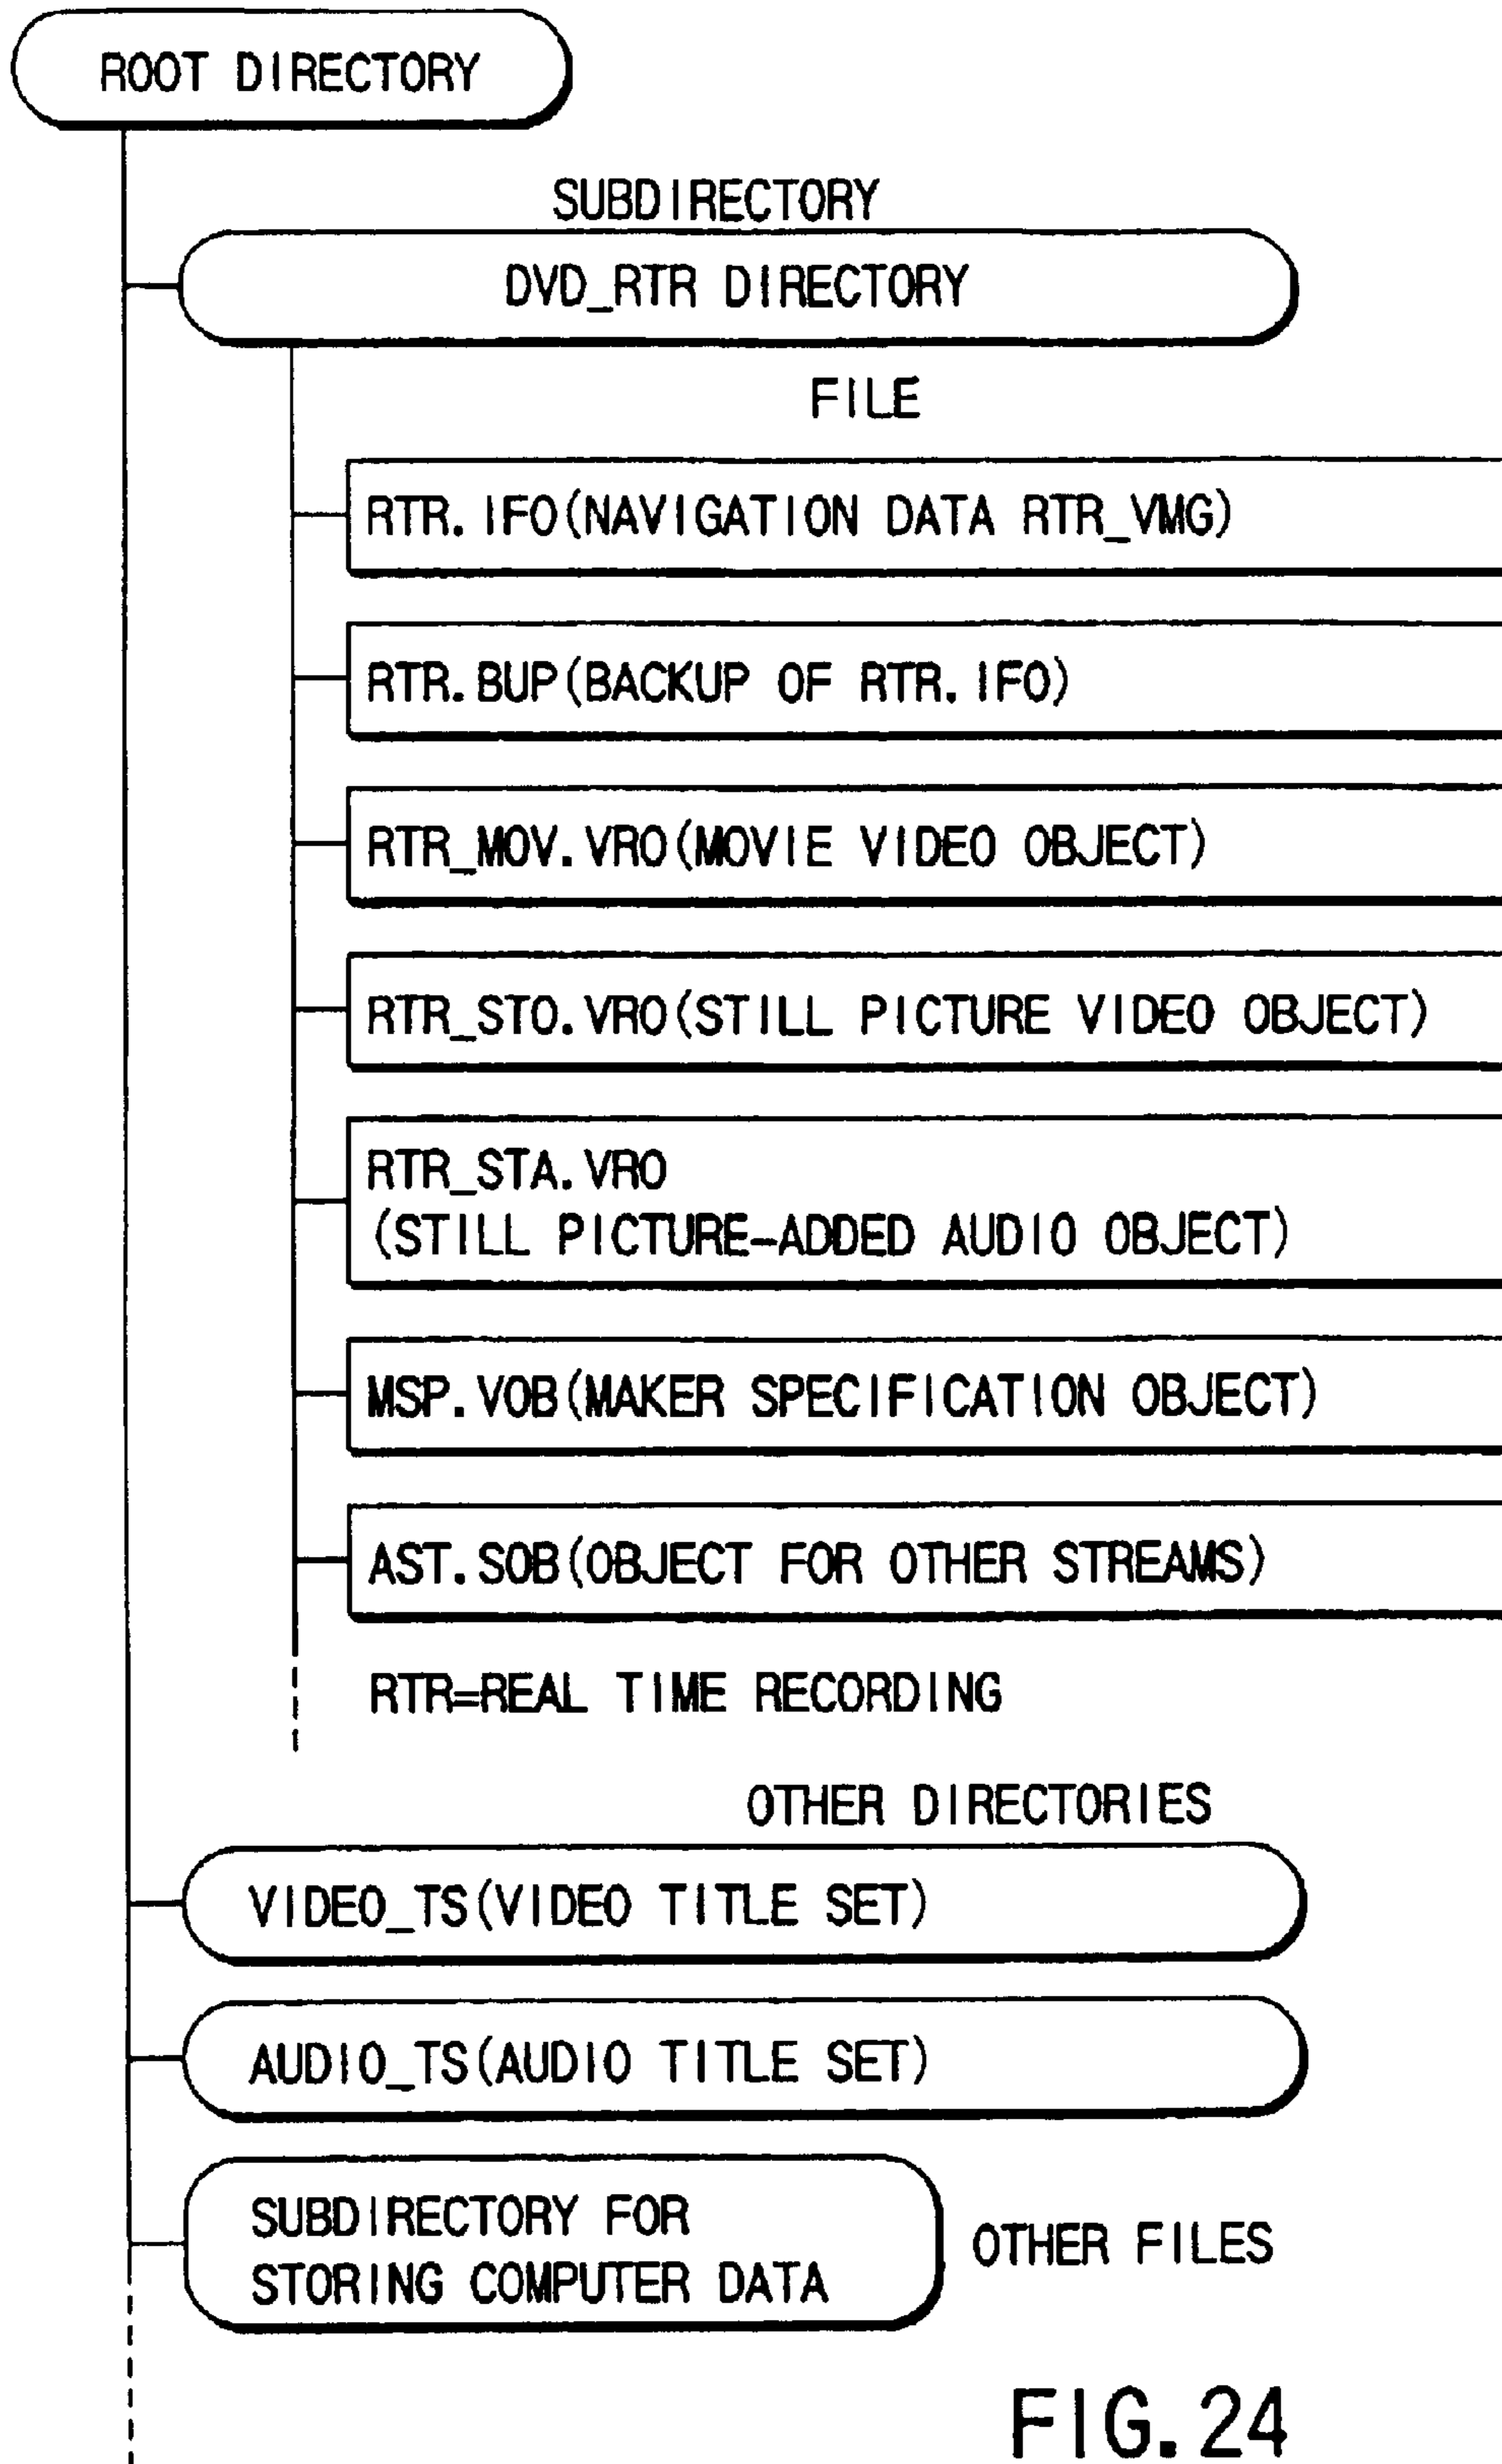 ROOT DIRECTORY
SUBDIRECTORY
DVD_RTR DIRECTORY
FILE
RTR.IFO(NAVIGATION DATA RTR_VMG)
RTR.BUP(BACKUP OF RTR.IFO)
RTR_MOV.VRO(MOVIE VIDEO OBJECT)
RTR_STO.VRO(STILL PICTURE VIDEO OBJECT)
RTR_STA.VRO
(STILL PICTURE-ADDED AUDIO OBJECT)
MSP.VOB(MAKER SPECIFICATION OBJECT)
AST.SOB(OBJECT FOR OTHER STREAMS)
RTR=REAL TIME RECORDING
OTHER DIRECTORIES
VIDEO_TS(VIDEO TITLE SET)
AUDIO_TS(AUDIO TITLE SET)
SUBDIRECTORY FOR
STORING COMPUTER DATA
OTHER FILES
FIG.24